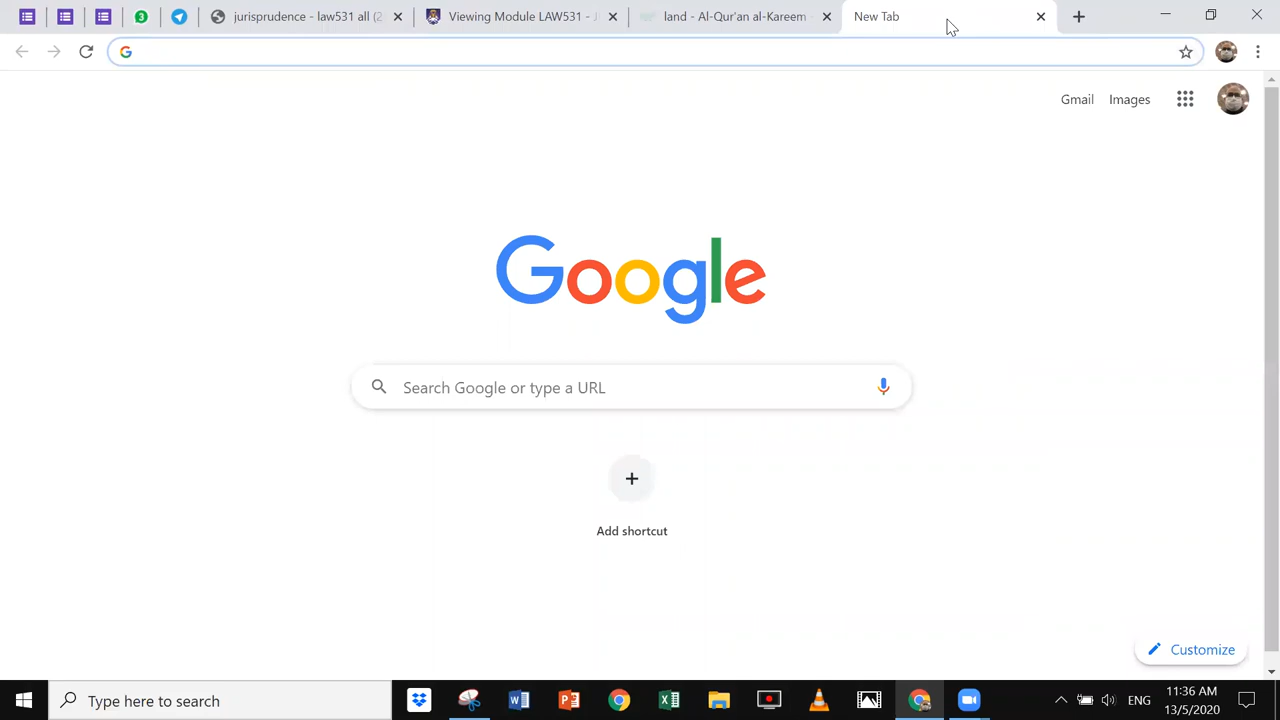 jurisprudence - law531 all (2
Viewing Module LAW531 - J
land - Al-Qur'an al-Kareem
New Tab
Gmail
Images
Google
Search Google or type a URL
Add shortcut
Customize
Type here to search
ENG
11:36 AM
13/5/2020